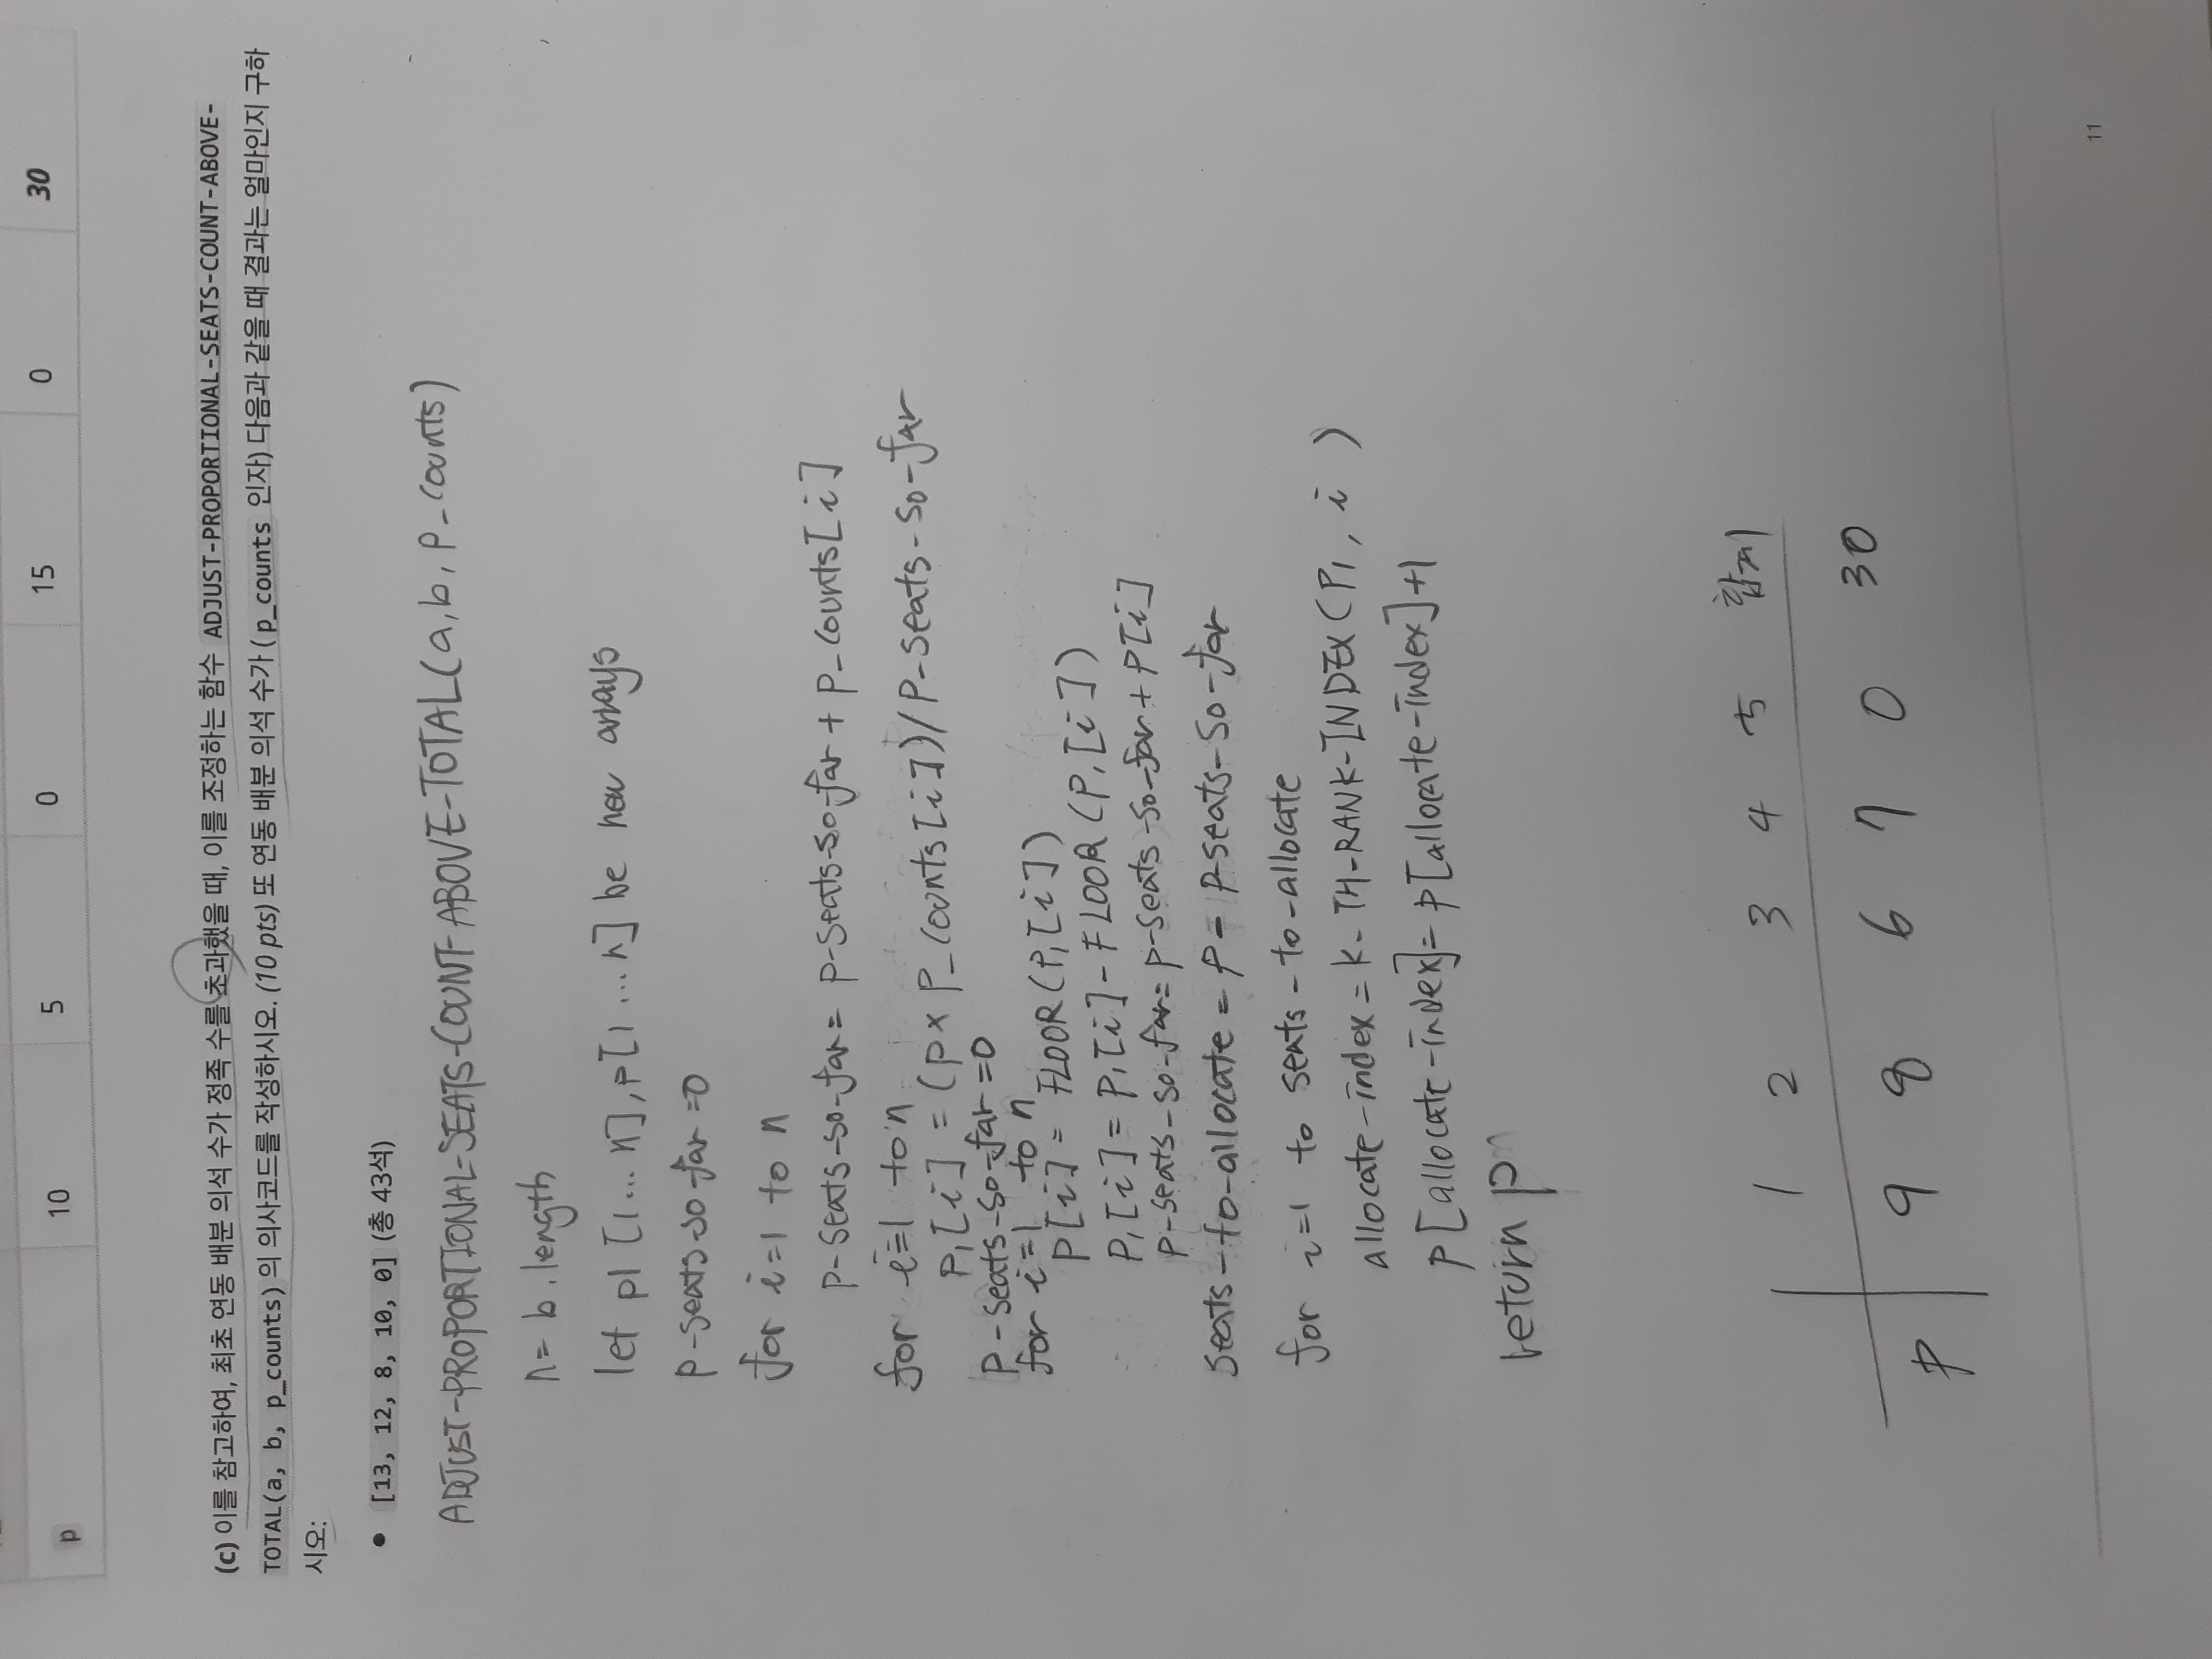 p 10 5 0 15 0 30
(c) 이를 참고하여, 최초 연동 배분 의석 수가 정족 수를 초과했을 때, 이를 조정하는 함수 ADJUST-PROPORTIONAL-SEATS-COUNT-ABOVE-
TOTAL(a, b, p_counts) 의 의사코드를 작성하시오. (10 pts) 또 연동 배분 의석 수가 ( p_counts 인자) 다음과 같을 때 결과는 얼마인지 구하
시오:
• [13, 12, 8, 10, 0] (총 43석)
ADJUST-PROPORTIONAL-SEATS-COUNT-ABOVE-TOTAL(a, b, p_counts)
n = b.length
let p1 [1...n], p[1...n] be new arrays
p-seats-so-far = 0
for i=1 to n
p-seats-so-far = p-seats-so-far + p_counts[i]
for i=1 to n
p1[i] = (p × p_counts[i])/p-seats-so-far
p-seats-so-far = 0
for i=1 to n
p[i] = FLOOR(p1[i])
p1[i] = p1[i] - FLOOR(p1[i])
p-seats-so-far = p-seats-so-far + p[i]
seats-to-allocate = p - p-seats-so-far
for i=1 to seats-to-allocate
allocate-index = K-TH-RANK-INDEX(p1, i )
p[allocate-index] = p[allocate-index]+1
return p
1 2 3 4 5 합계
p 9 8 6 7 0 30
11